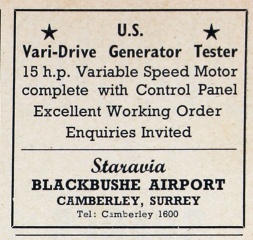 U.S.
Vari-Drive Generator Tester
15 h.p. Variable Speed Motor
complete with Control Panel
Excellent Working Order
Enquiries Invited
Staravia
BLACKBUSHE AIRPORT
CAMBERLEY, SURREY
Tel: Camberley 1600